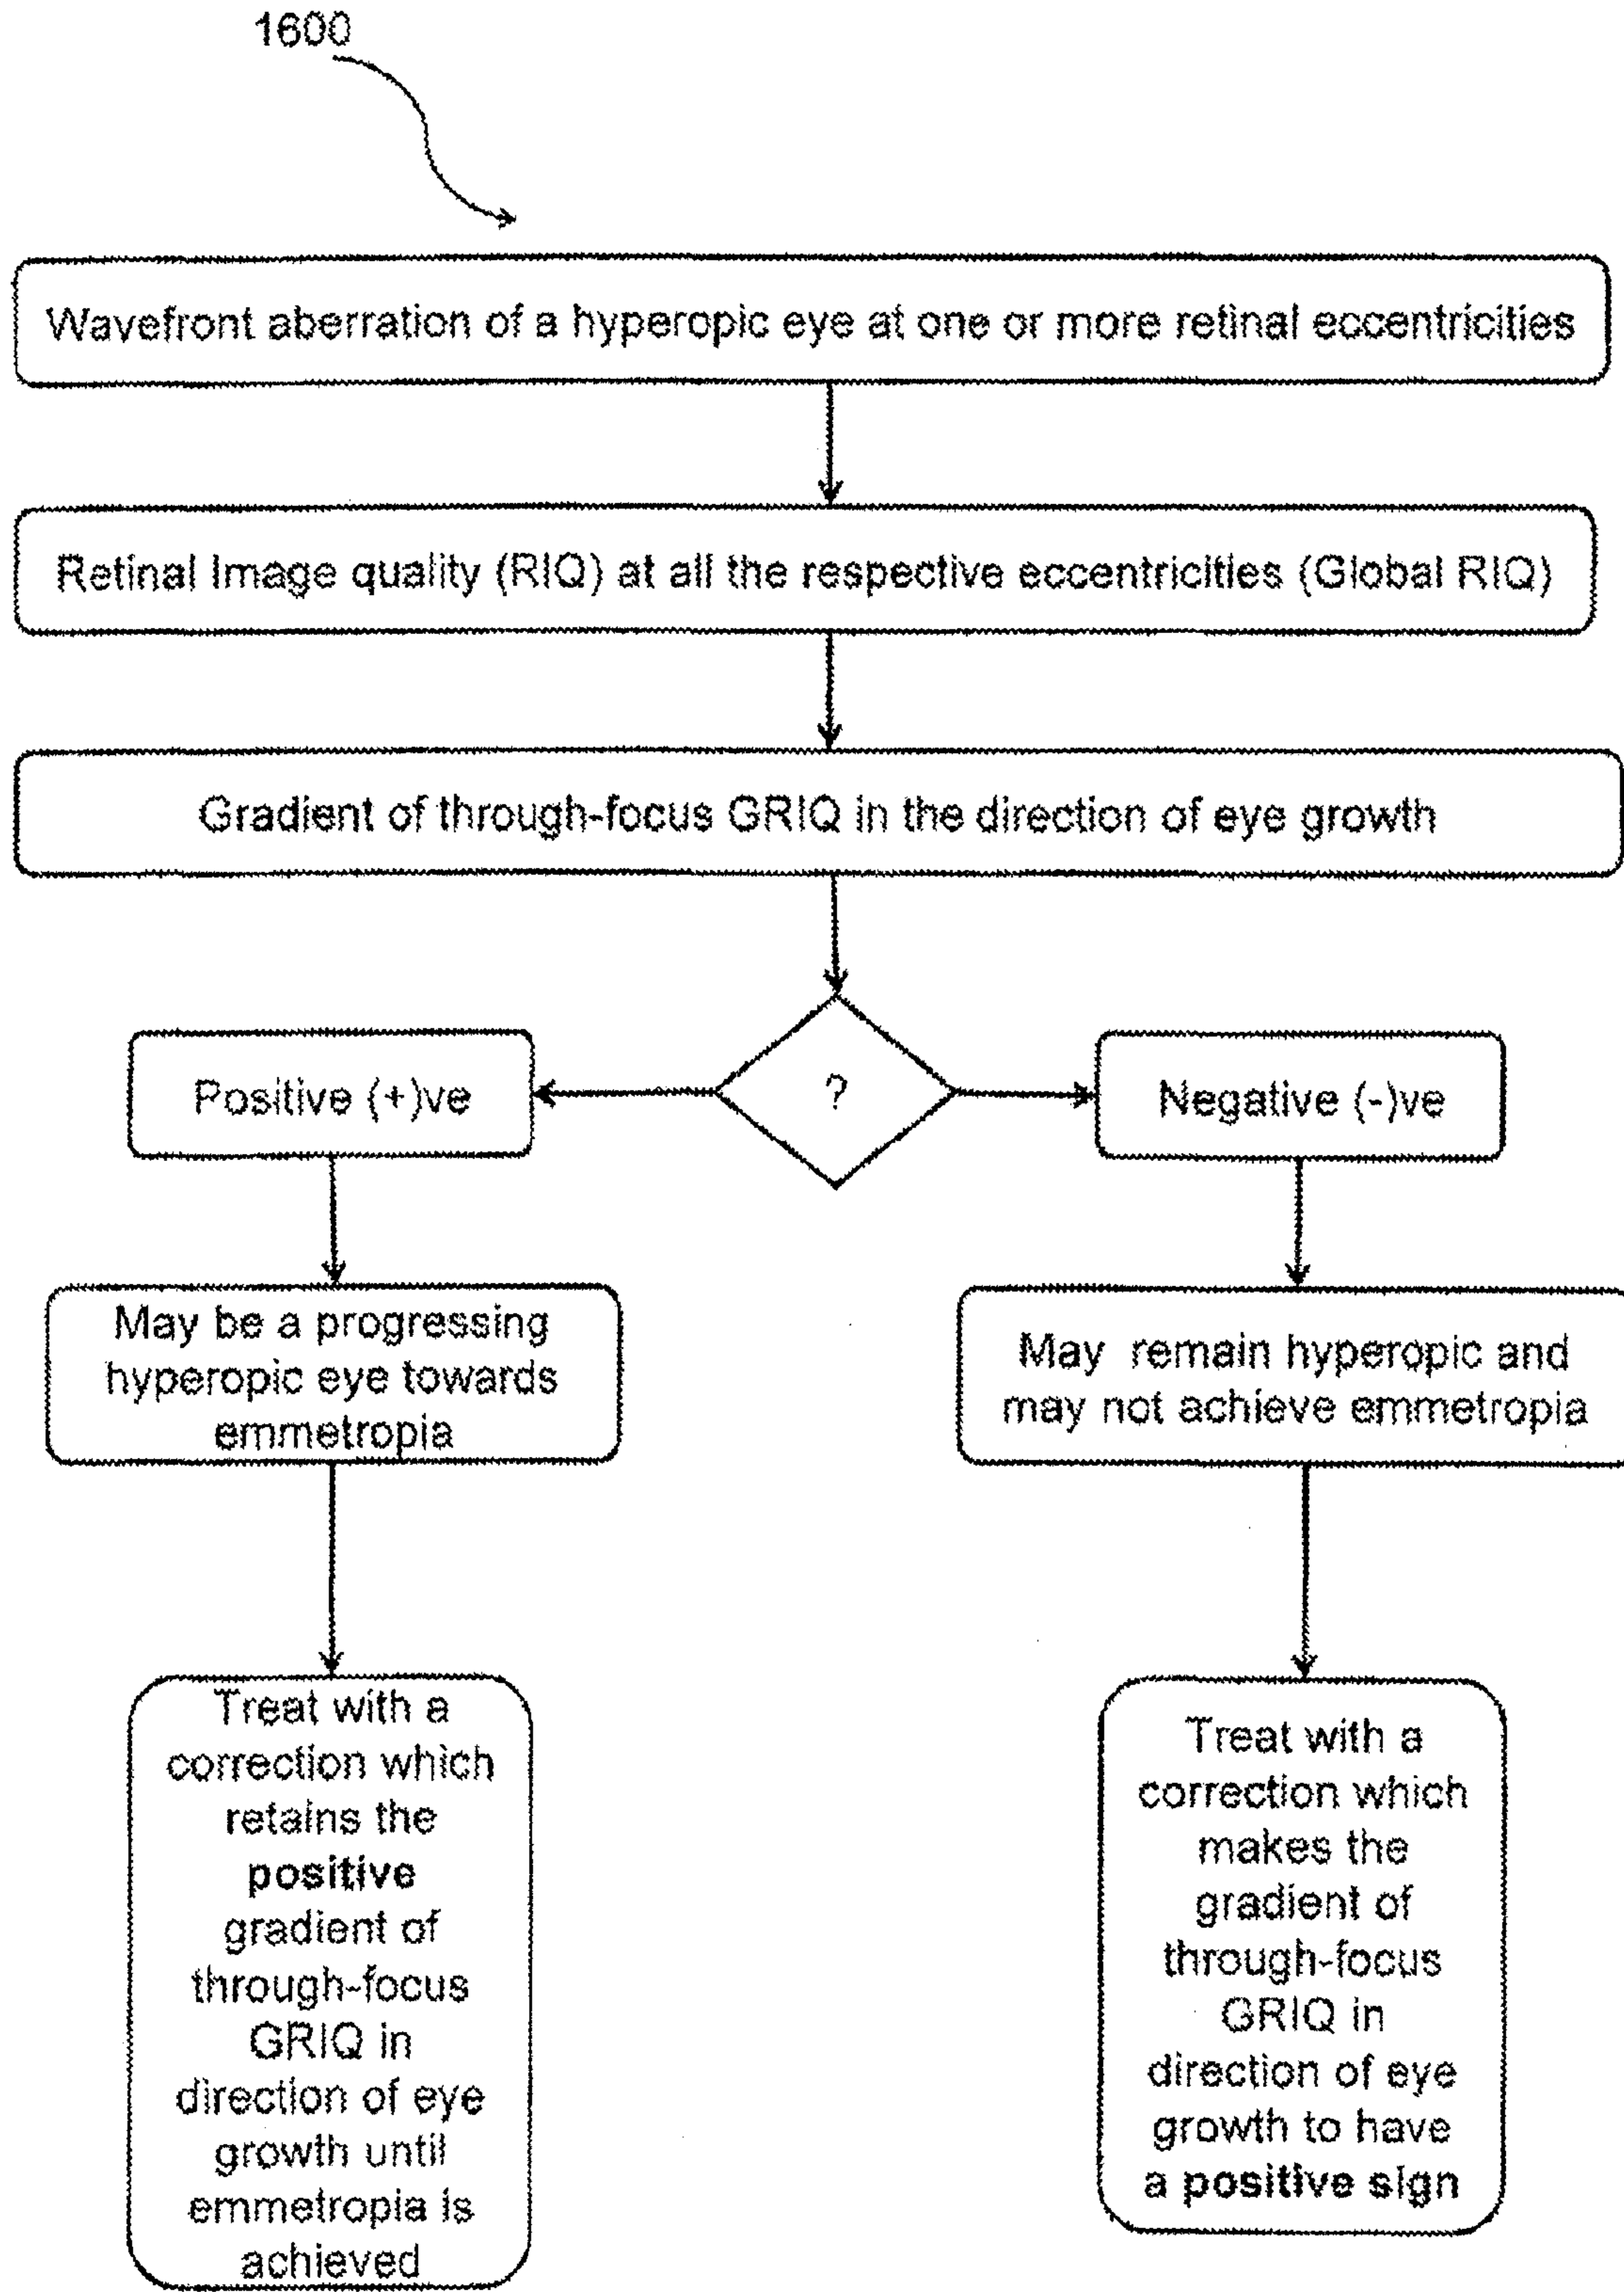 1600
Wavefront aberration of a hyperopic eye at one or more retinal eccentricities
Retinal Image quality (RIQ) at all the respective eccentricities (Global RIQ)
Gradient of through-focus GRIQ in the direction of eye growth
?
Positive (+)ve
Negative (-)ve
May be a progressing
hyperopic eye towards
emmetropia
May remain hyperopic and
may not achieve emmetropia
Treat with a
correction which
retains the
positive
gradient of
through-focus
GRIQ in
direction of eye
growth until
emmetropia is
achieved
Treat with a
correction which
makes the
gradient of
through-focus
GRIQ in
direction of eye
growth to have
a positive sign